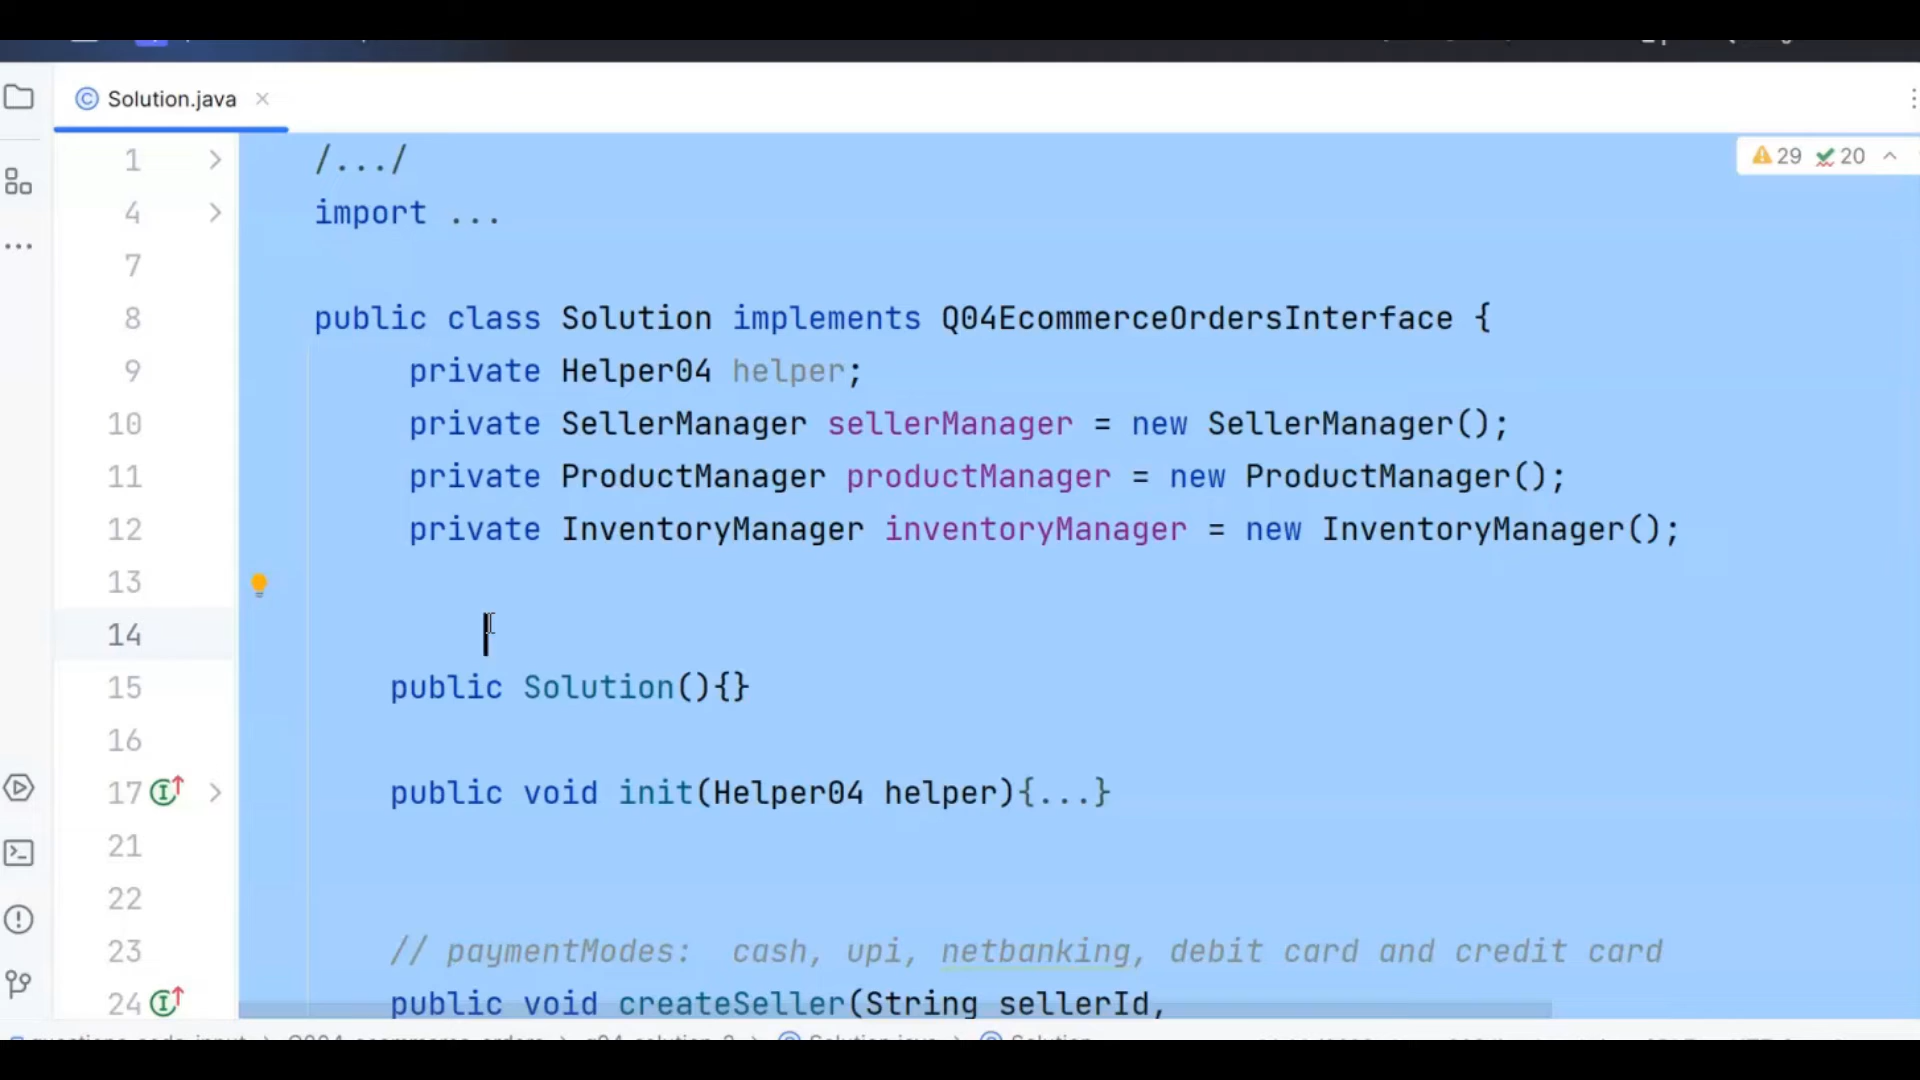 Solution.java
29 20
1 /.../
4 import ...
7
8 public class Solution implements Q04EcommerceOrdersInterface {
9 private Helper04 helper;
10 private SellerManager sellerManager = new SellerManager();
11 private ProductManager productManager = new ProductManager();
12 private InventoryManager inventoryManager = new InventoryManager();
13
14
15 public Solution(){}
16
17 public void init(Helper04 helper){...}
21
22
23 // paymentModes: cash, upi, netbanking, debit card and credit card
24 public void createSeller(String sellerId,